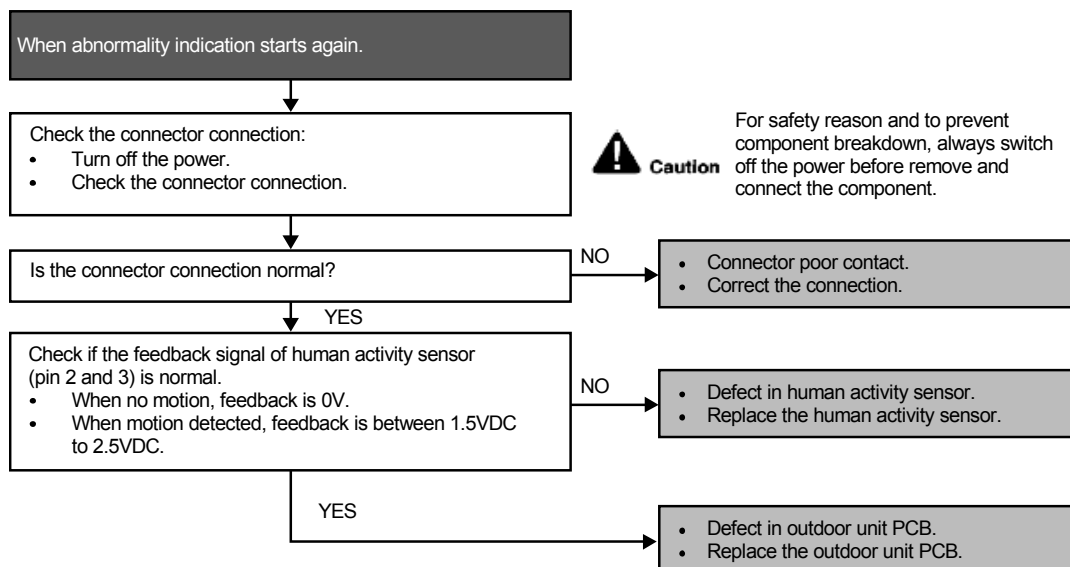 When abnormality indication starts again.
Check the connector connection:
• Turn off the power.
• Check the connector connection.
Caution
For safety reason and to prevent
component breakdown, always switch
off the power before remove and
connect the component.
Is the connector connection normal?
NO
• Connector poor contact.
• Correct the connection.
YES
Check if the feedback signal of human activity sensor
(pin 2 and 3) is normal.
• When no motion, feedback is 0V.
• When motion detected, feedback is between 1.5VDC
to 2.5VDC.
NO
• Defect in human activity sensor.
• Replace the human activity sensor.
YES
• Defect in outdoor unit PCB.
• Replace the outdoor unit PCB.